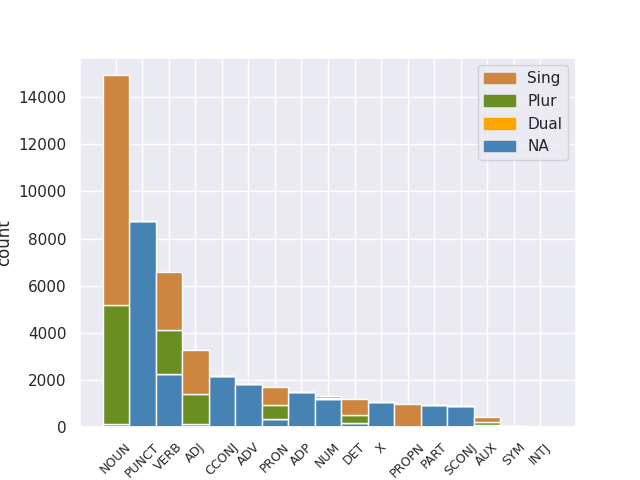 Sing
Plur
Dual
NA
14000
12000
10000
8000
6000
4000
2000
0
count
NOUN
PUNCT
VERB
ADJ
CCONJ
ADV
PRON
ADP
NUM
DET
X
PROPN
PART
SCONJ
AUX
SYM
INTJ